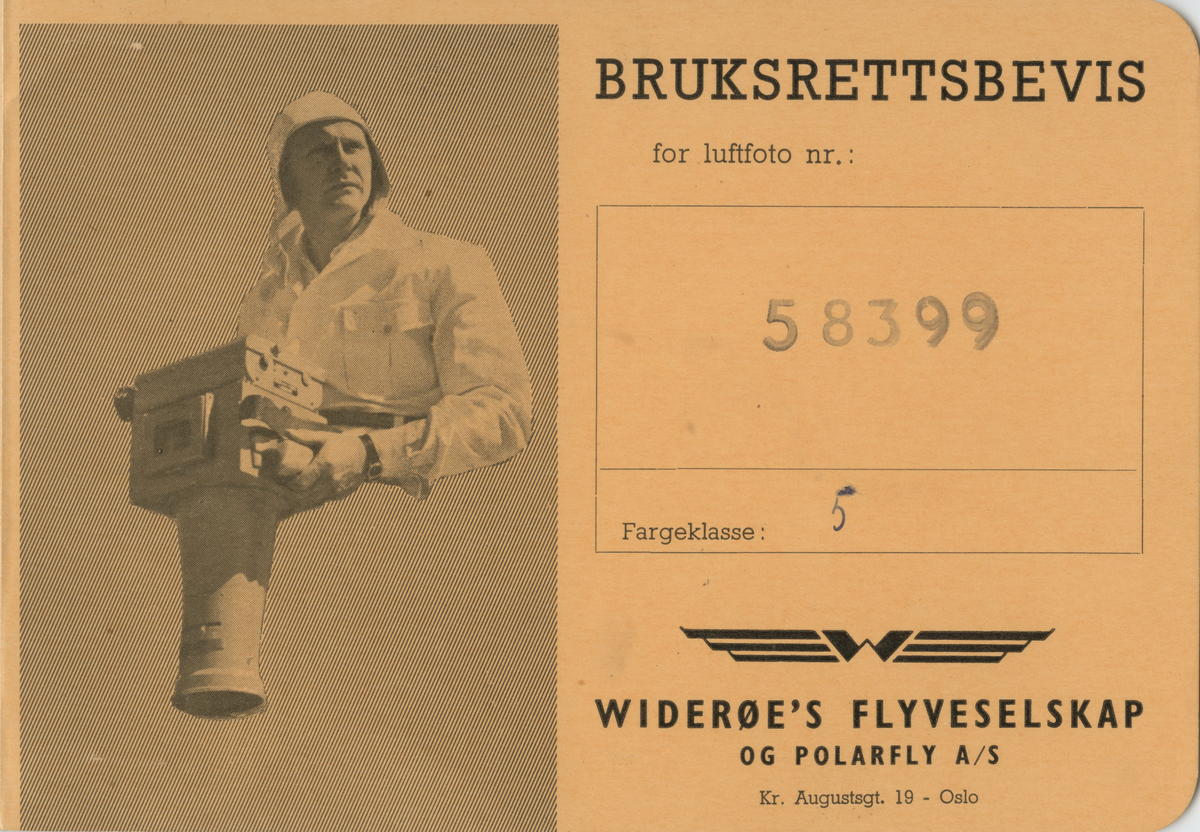 BRUKSRETTSBEVIS
for luftfoto nr.:
58399
Fargeklasse: 5
W
WIDERØE'S FLYVESELSKAP
OG POLARFLY A/S
Kr. Augustsgt. 19 - Oslo